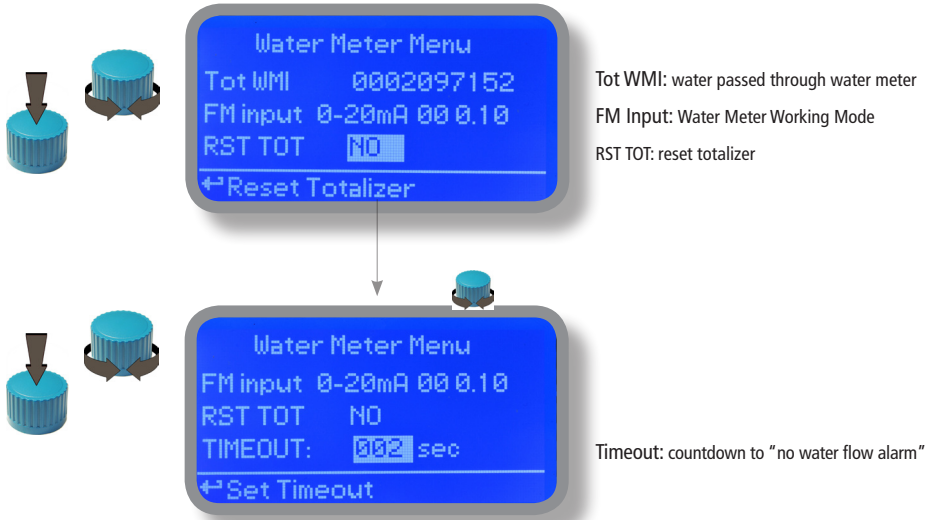 Water Meter Menu
Tot WMI 0002097152
FM input 0-20mA 00 0.10
RST TOT NO
↵Reset Totalizer
Tot WMI: water passed through water meter
FM Input: Water Meter Working Mode
RST TOT: reset totalizer
Water Meter Menu
FM input 0-20mA 00 0.10
RST TOT NO
TIMEOUT: 002 sec
↵Set Timeout
Timeout: countdown to “no water flow alarm”